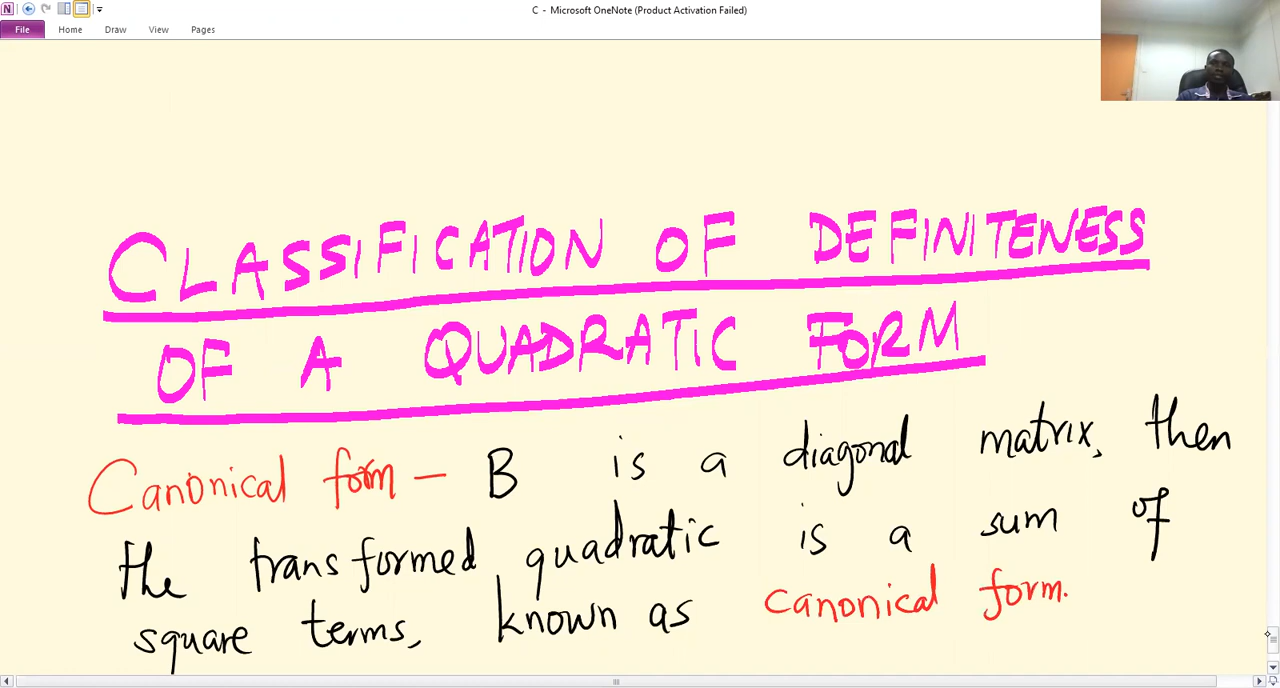 C - Microsoft OneNote (Product Activation Failed)
File Home Draw View Pages
CLASSIFICATION OF DEFINITENESS
OF A QUADRATIC FORM
Canonical form - B is a diagonal matrix, then
the transformed quadratic is a sum of
square terms, known as canonical form.